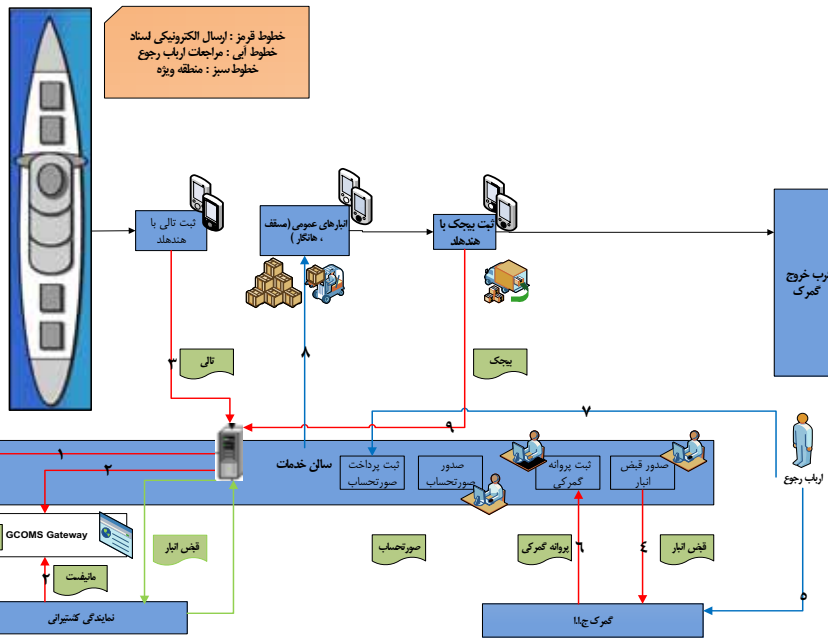 خطوط قرمز : ارسال الکترونیکی اسناد
خطوط آبی : مراجعات ارباب رجوع
خطوط سبز : منطقه ویژه
ثبت تالی با
هندهلد
انبارهای عمومی (مسقف
، هانگار )
ثبت بیجک با
هندهلد
درب خروج
گمرک
۳
تالی
۸
بیجک
۹
۷
۱
۲
سالن خدمات
ثبت پرداخت
صورتحساب
صدور
صورتحساب
ثبت پروانه
گمرکی
صدور قبض
انبار
ارباب رجوع
GCOMS Gateway
قبض انبار
صورتحساب
پروانه گمرکی
۶
٤
قبض انبار
۵
۲
مانیفست
نمایندگی کشتیرانی
گمرک ج.ا.ا